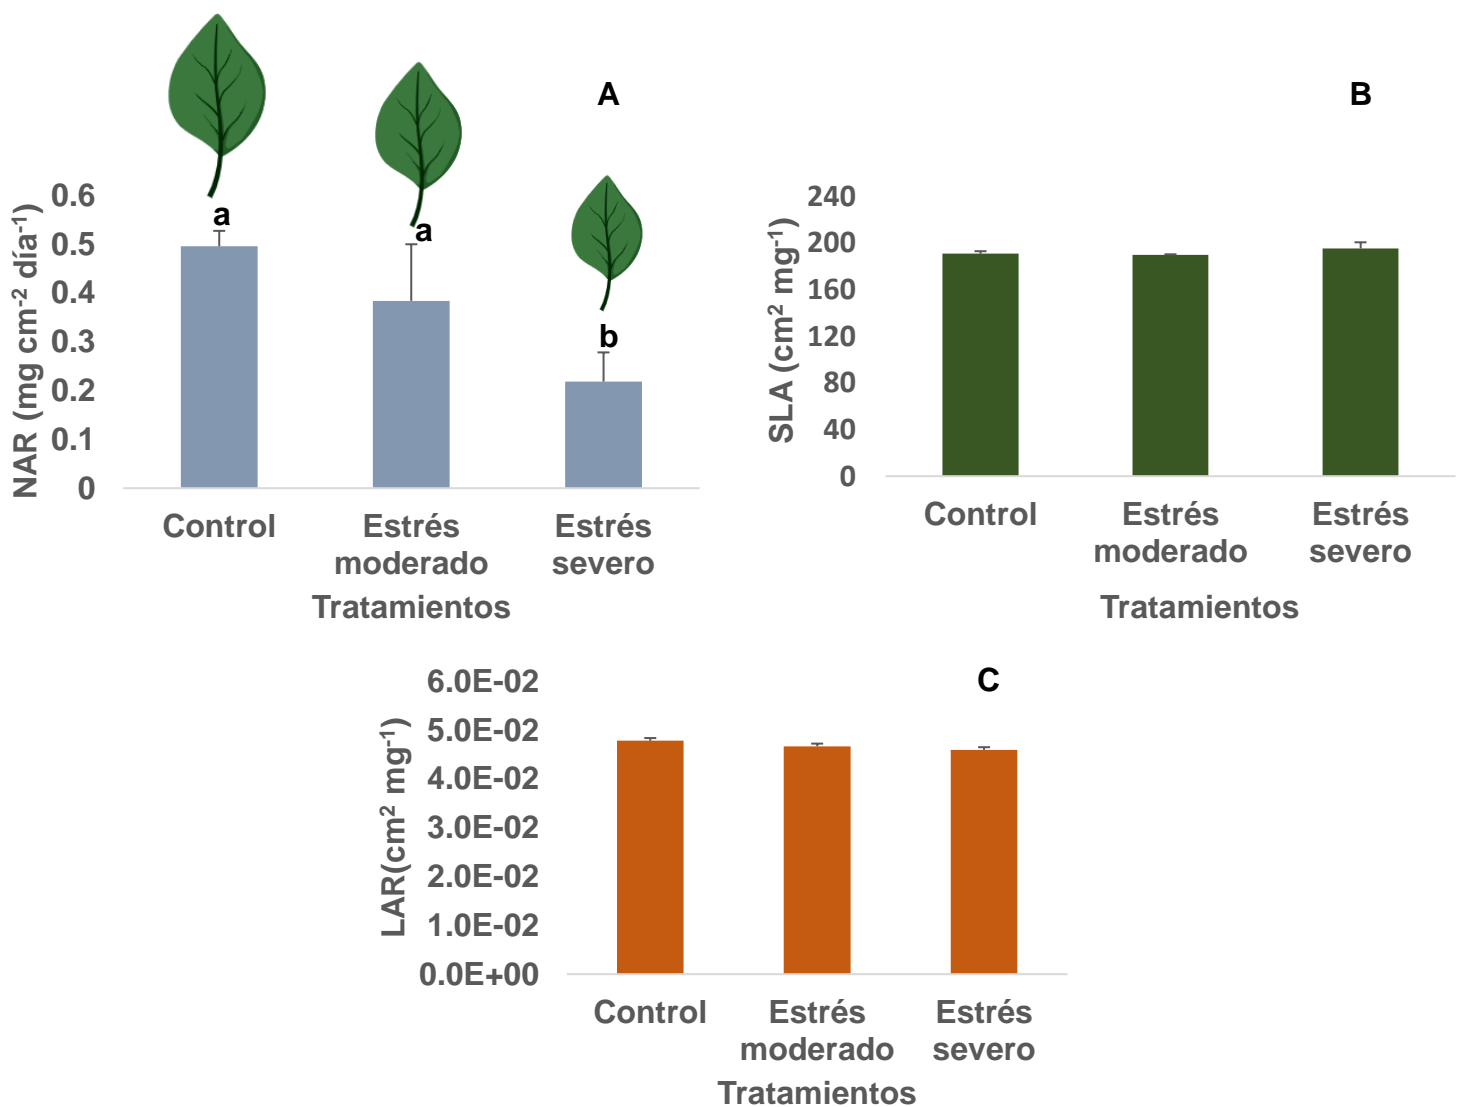 A
NAR (mg cm-2 día-1)
0.6
0.5
0.4
0.3
0.2
0.1
0
a
a
b
Control
Estrés
moderado
Estrés
severo
Tratamientos
B
SLA (cm2 mg-1)
240
200
160
120
80
40
0
Control
Estrés
moderado
Estrés
severo
Tratamientos
C
LAR(cm2 mg-1)
6.0E-02
5.0E-02
4.0E-02
3.0E-02
2.0E-02
1.0E-02
0.0E+00
Control
Estrés
moderado
Estrés
severo
Tratamientos